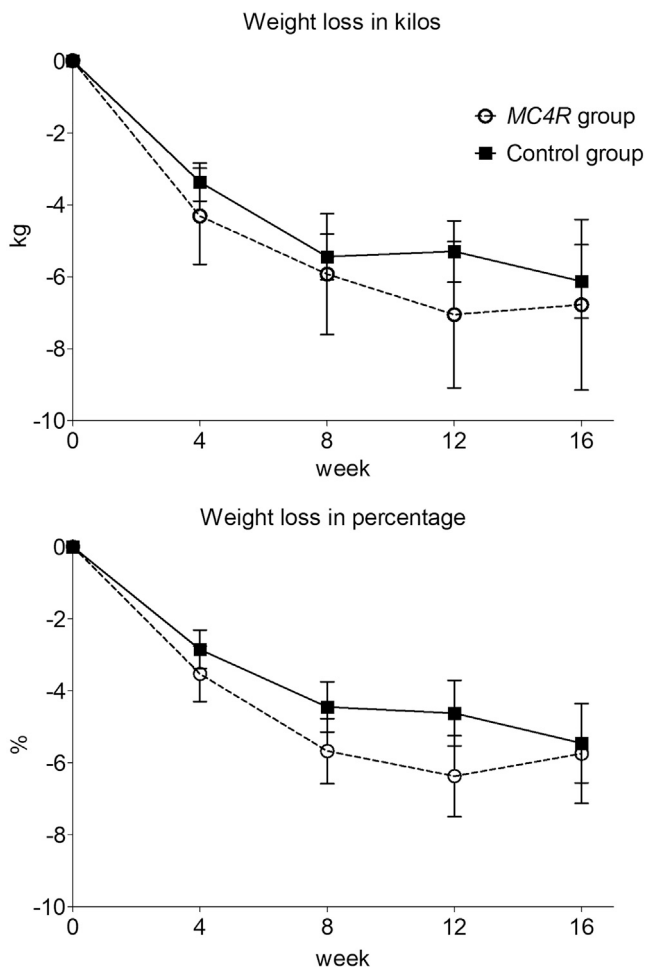 Weight loss in kilos
0
-2
-4
-6
-8
-10
kg
MC4R group
Control group
0 4 8 12 16
week
Weight loss in percentage
0
-2
-4
-6
-8
-10
%
0 4 8 12 16
week